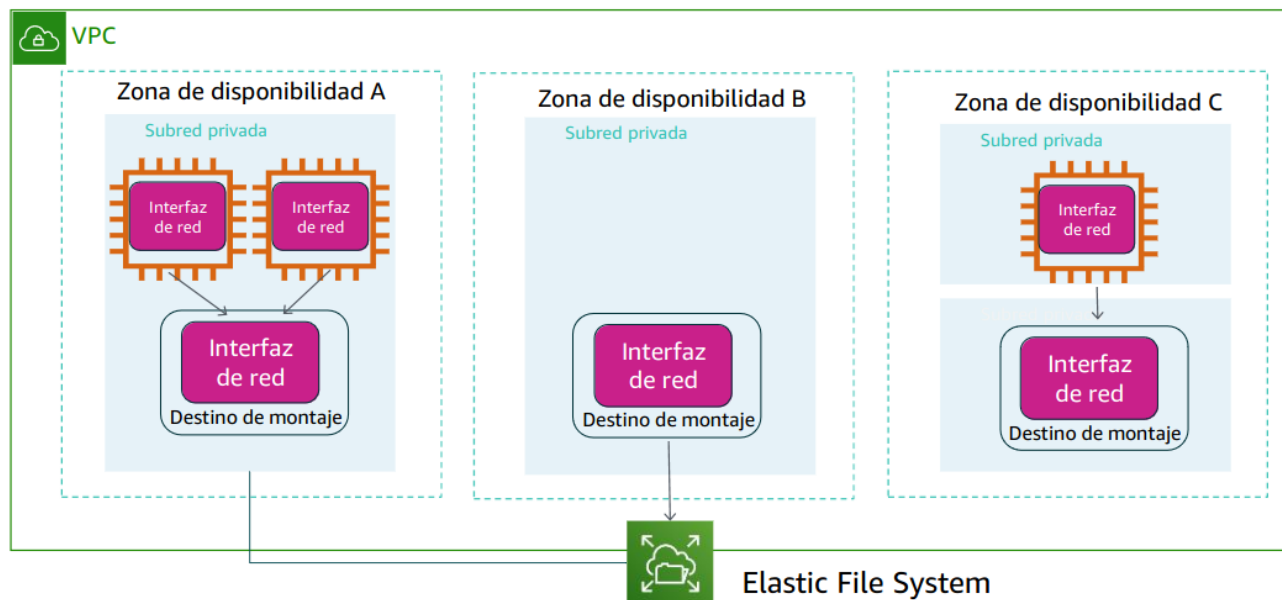 VPC
Zona de disponibilidad A
Subred privada
Interfaz
de red
Interfaz
de red
Interfaz
de red
Destino de montaje
Zona de disponibilidad B
Subred privada
Interfaz
de red
Destino de montaje
Zona de disponibilidad C
Subred privada
Interfaz
de red
Interfaz
de red
Destino de montaje
Elastic File System